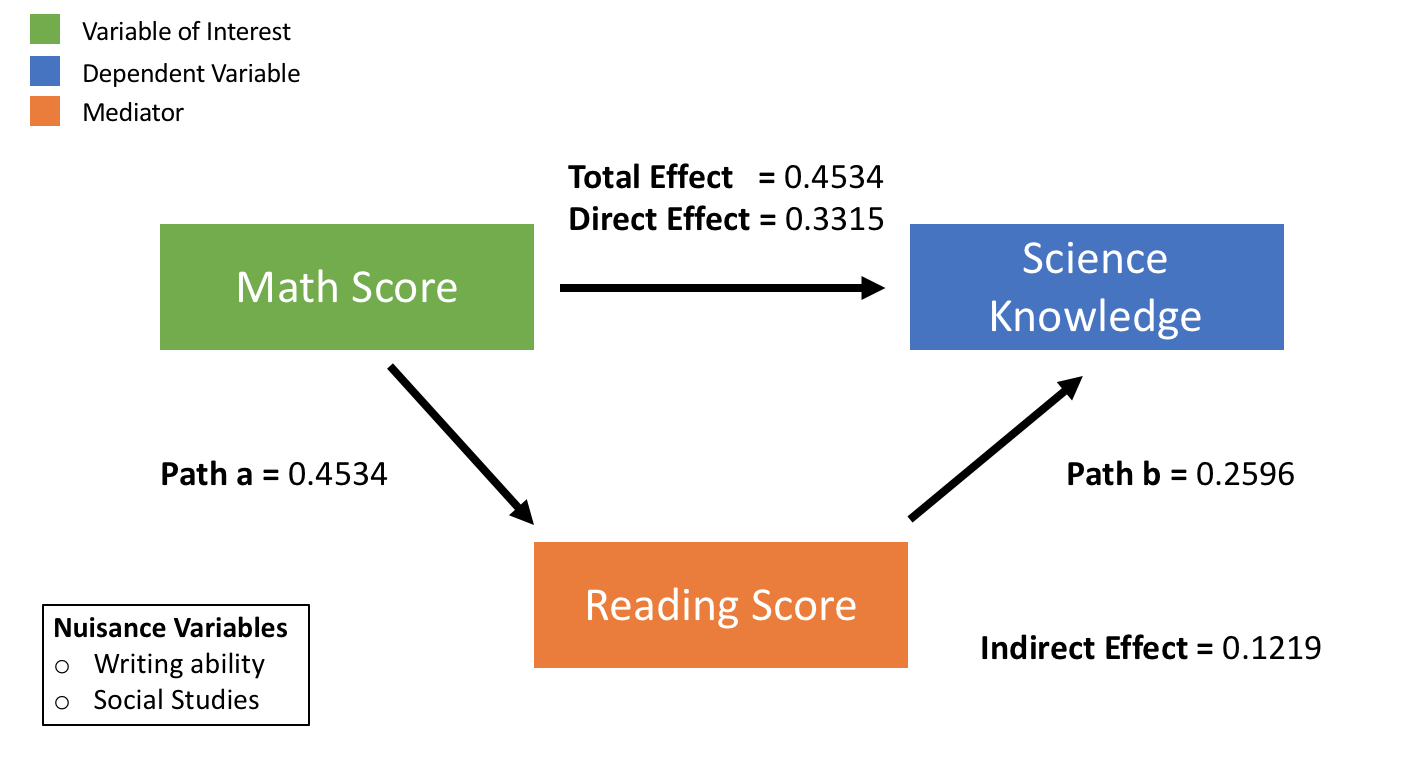 Variable of Interest
Dependent Variable
Mediator
Total Effect = 0.4534
Direct Effect = 0.3315
Math Score
Science
Knowledge
Path a = 0.4534
Path b = 0.2596
Reading Score
Nuisance Variables
o Writing ability
o Social Studies
Indirect Effect = 0.1219